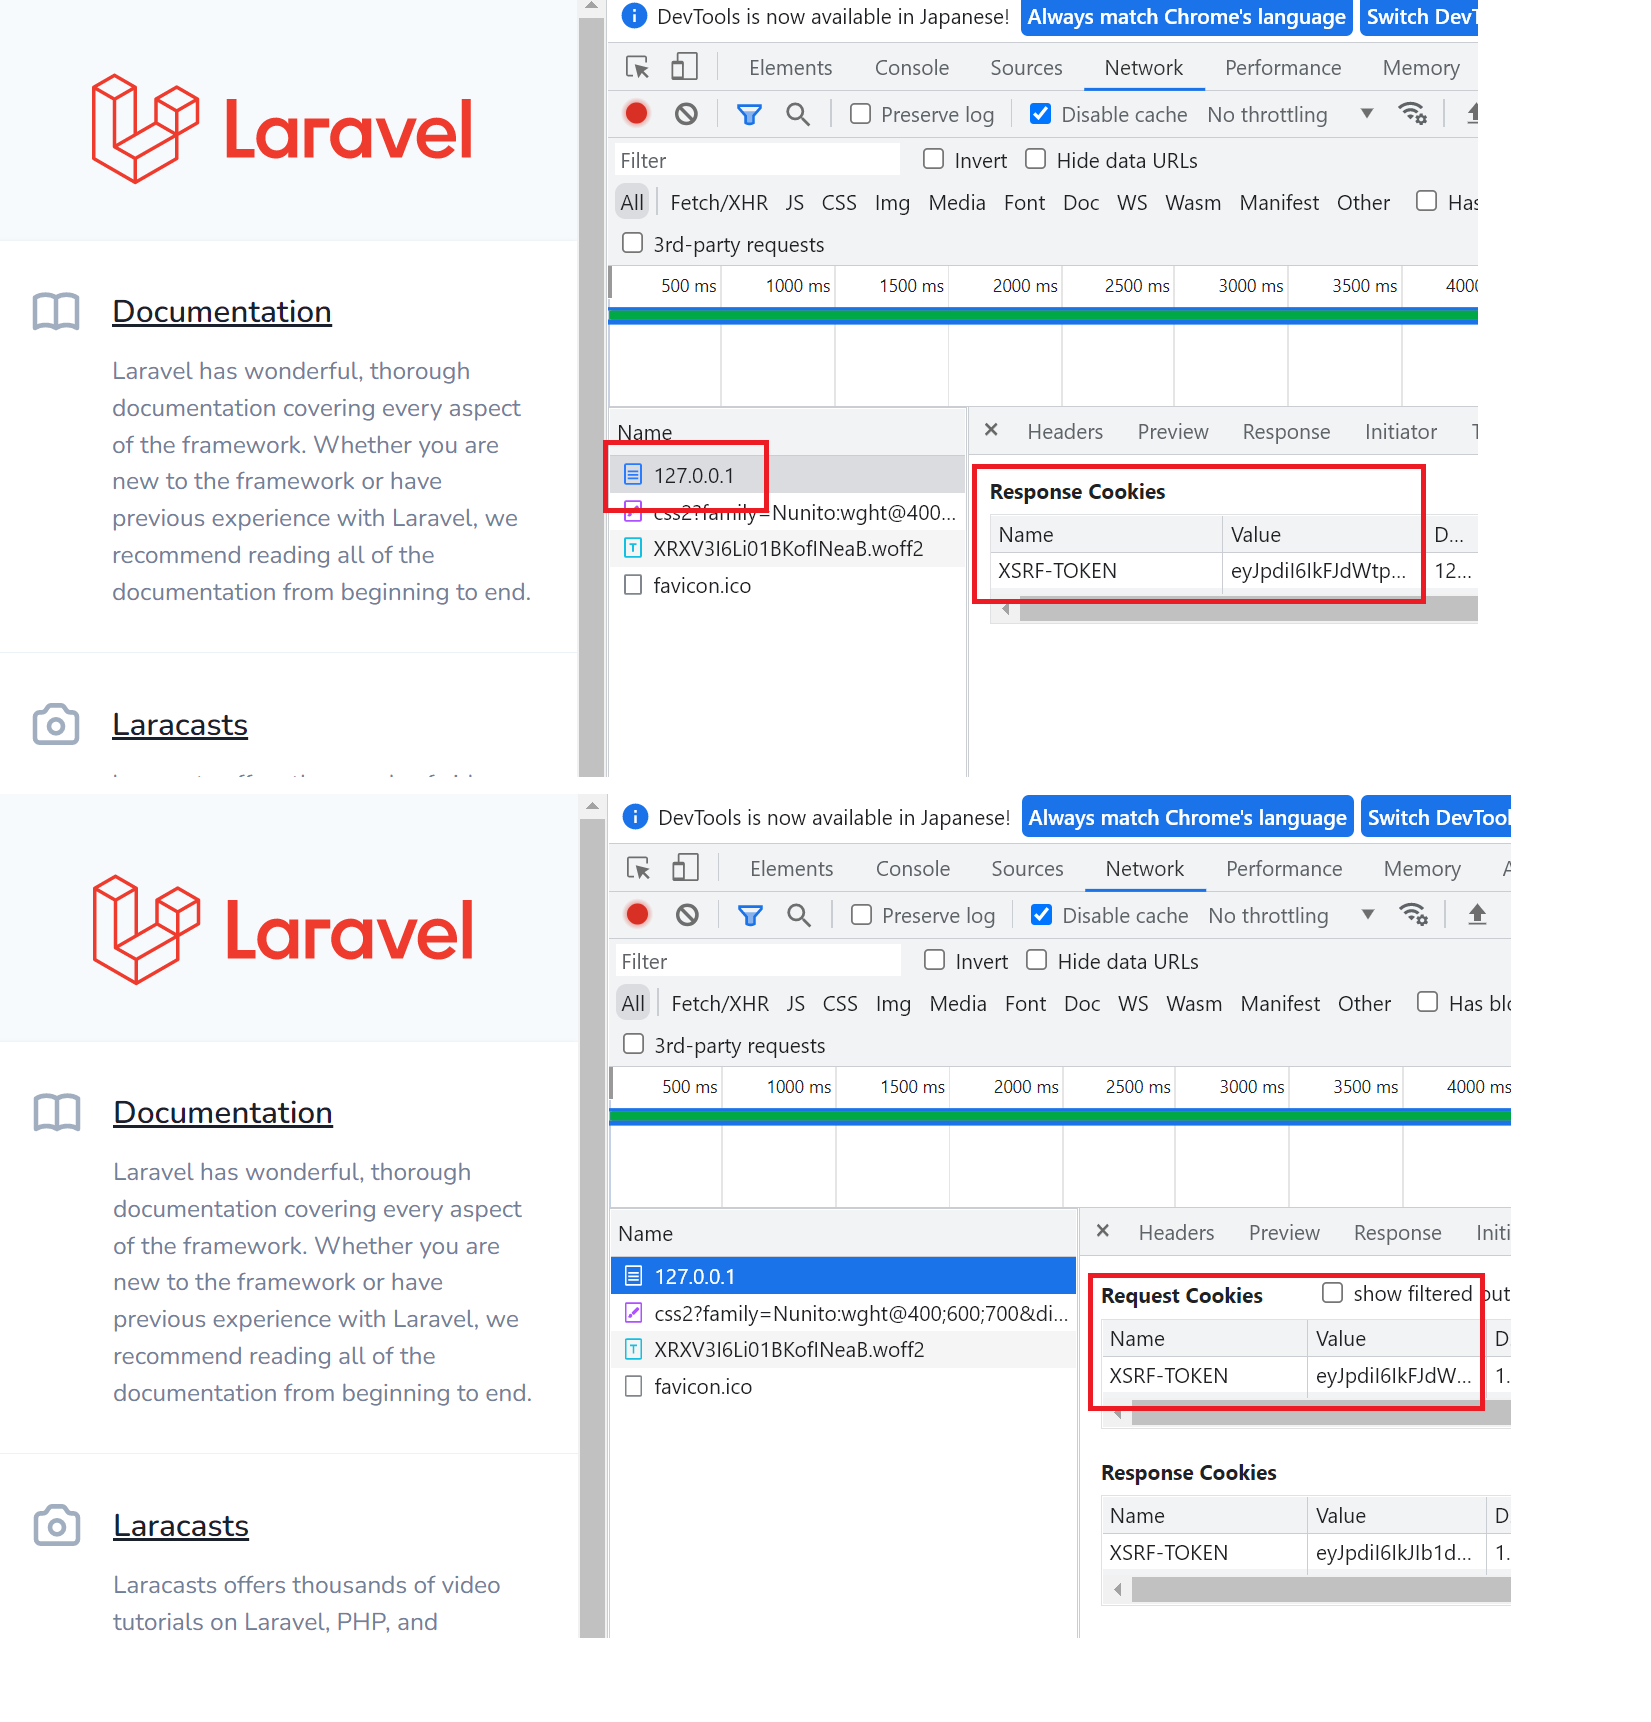 DevTools is now available in Japanese! Always match Chrome's language Switch DevT
Elements Console Sources Network Performance Memory
Preserve log Disable cache No throttling
Filter Invert Hide data URLs
All Fetch/XHR JS CSS Img Media Font Doc WS Wasm Manifest Other Has
3rd-party requests
500 ms 1000 ms 1500 ms 2000 ms 2500 ms 3000 ms 3500 ms 400
Laravel
Documentation
Laravel has wonderful, thorough
documentation covering every aspect
of the framework. Whether you are
new to the framework or have
previous experience with Laravel, we
recommend reading all of the
documentation from beginning to end.
Laracasts
Name
127.0.0.1
css2?family=Nunito:wght@400...
XRXV3I6Li01BKofINeaB.woff2
favicon.ico
Headers Preview Response Initiator T
Response Cookies
Name Value D...
XSRF-TOKEN eyJpdiI6IkFJdWtp... 12...
DevTools is now available in Japanese! Always match Chrome's language Switch DevTool
Elements Console Sources Network Performance Memory A
Preserve log Disable cache No throttling
Filter Invert Hide data URLs
All Fetch/XHR JS CSS Img Media Font Doc WS Wasm Manifest Other Has blo
3rd-party requests
500 ms 1000 ms 1500 ms 2000 ms 2500 ms 3000 ms 3500 ms 4000 ms
Laravel
Documentation
Laravel has wonderful, thorough
documentation covering every aspect
of the framework. Whether you are
new to the framework or have
previous experience with Laravel, we
recommend reading all of the
documentation from beginning to end.
Laracasts
Laracasts offers thousands of video
tutorials on Laravel, PHP, and
Name
127.0.0.1
css2?family=Nunito:wght@400;600;700&di...
XRXV3I6Li01BKofINeaB.woff2
favicon.ico
Headers Preview Response Initi
Request Cookies show filtered out
Name Value D
XSRF-TOKEN eyJpdiI6IkFJdW... 1.
Response Cookies
Name Value D
XSRF-TOKEN eyJpdiI6IkJIb1d... 1.